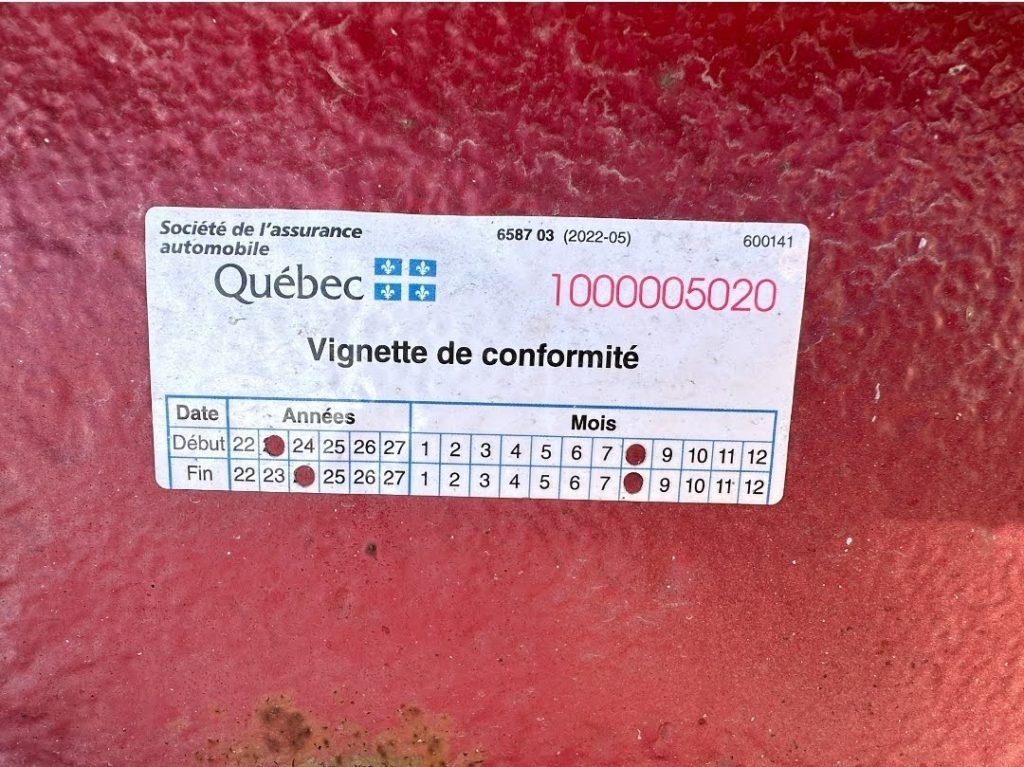 Société de l'assurance
automobile
6587 03 (2022-05)
600141
Québec
1000005020
Vignette de conformité
Date Années Mois
Début 22 24 25 26 27 1 2 3 4 5 6 7 9 10 11 12
Fin 22 23 25 26 27 1 2 3 4 5 6 7 9 10 11 12